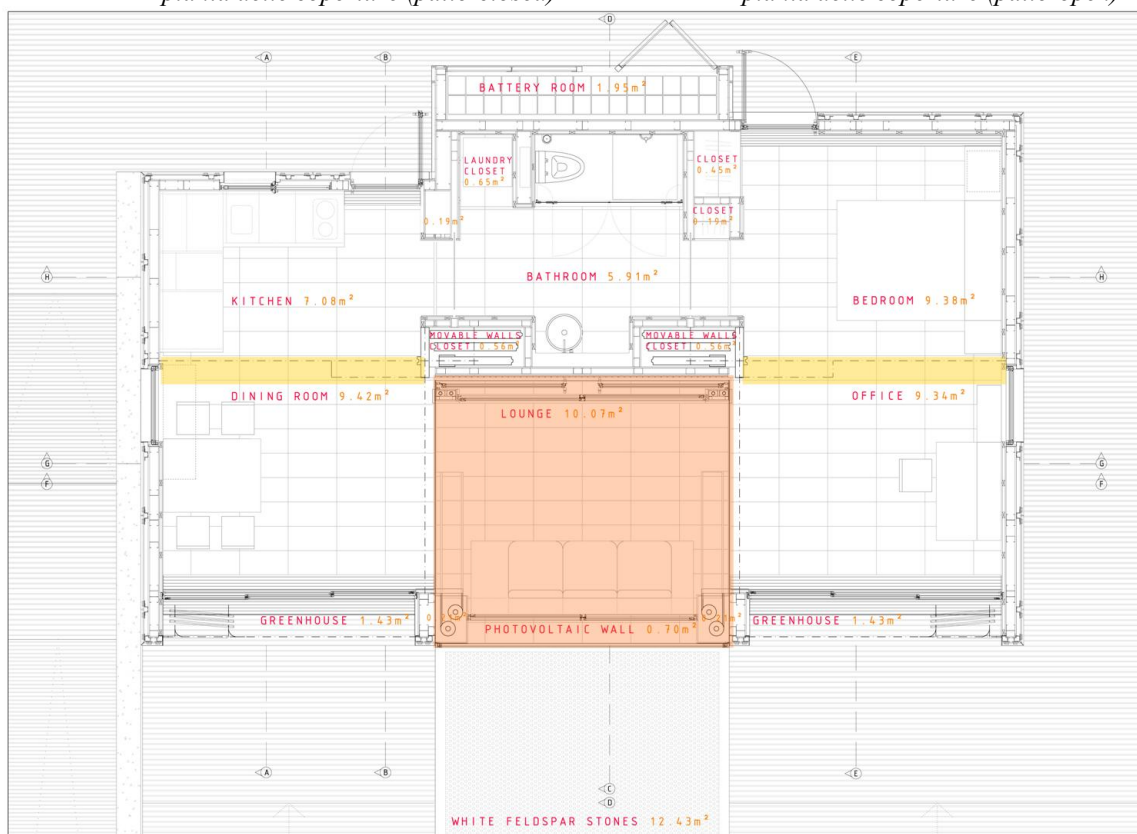 D
A
B
E
BATTERY ROOM 1.95m²
LAUNDRY
CLOSET
0.65m²
CLOSET
0.45m²
CLOSET
0.19m²
0.19m²
H
BATHROOM 5.91m²
H
KITCHEN 7.08m²
BEDROOM 9.38m²
MOVABLE WALLS
CLOSET 0.56m²
MOVABLE WALLS
CLOSET 0.56m²
DINING ROOM 9.42m²
OFFICE 9.34m²
LOUNGE 10.07m²
G
F
G
F
GREENHOUSE 1.43m²
PHOTOVOLTAIC WALL 0.70m²
GREENHOUSE 1.43m²
A
B
E
C
D
WHITE FELDSPAR STONES 12.43m²